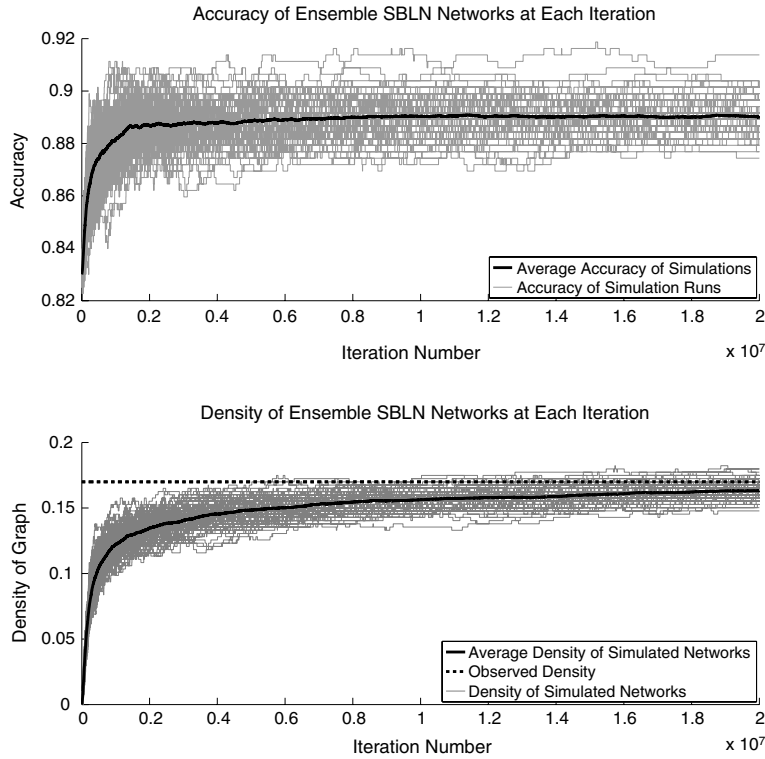 Accuracy of Ensemble SBLN Networks at Each Iteration
0.92
0.9
0.88
0.86
0.84
0.82
Accuracy
Average Accuracy of Simulations
Accuracy of Simulation Runs
0 0.2 0.4 0.6 0.8 1 1.2 1.4 1.6 1.8 2
Iteration Number
x 10⁷
Density of Ensemble SBLN Networks at Each Iteration
0.2
0.15
0.1
0.05
0
Density of Graph
Average Density of Simulated Networks
Observed Density
Density of Simulated Networks
0 0.2 0.4 0.6 0.8 1 1.2 1.4 1.6 1.8 2
Iteration Number
x 10⁷